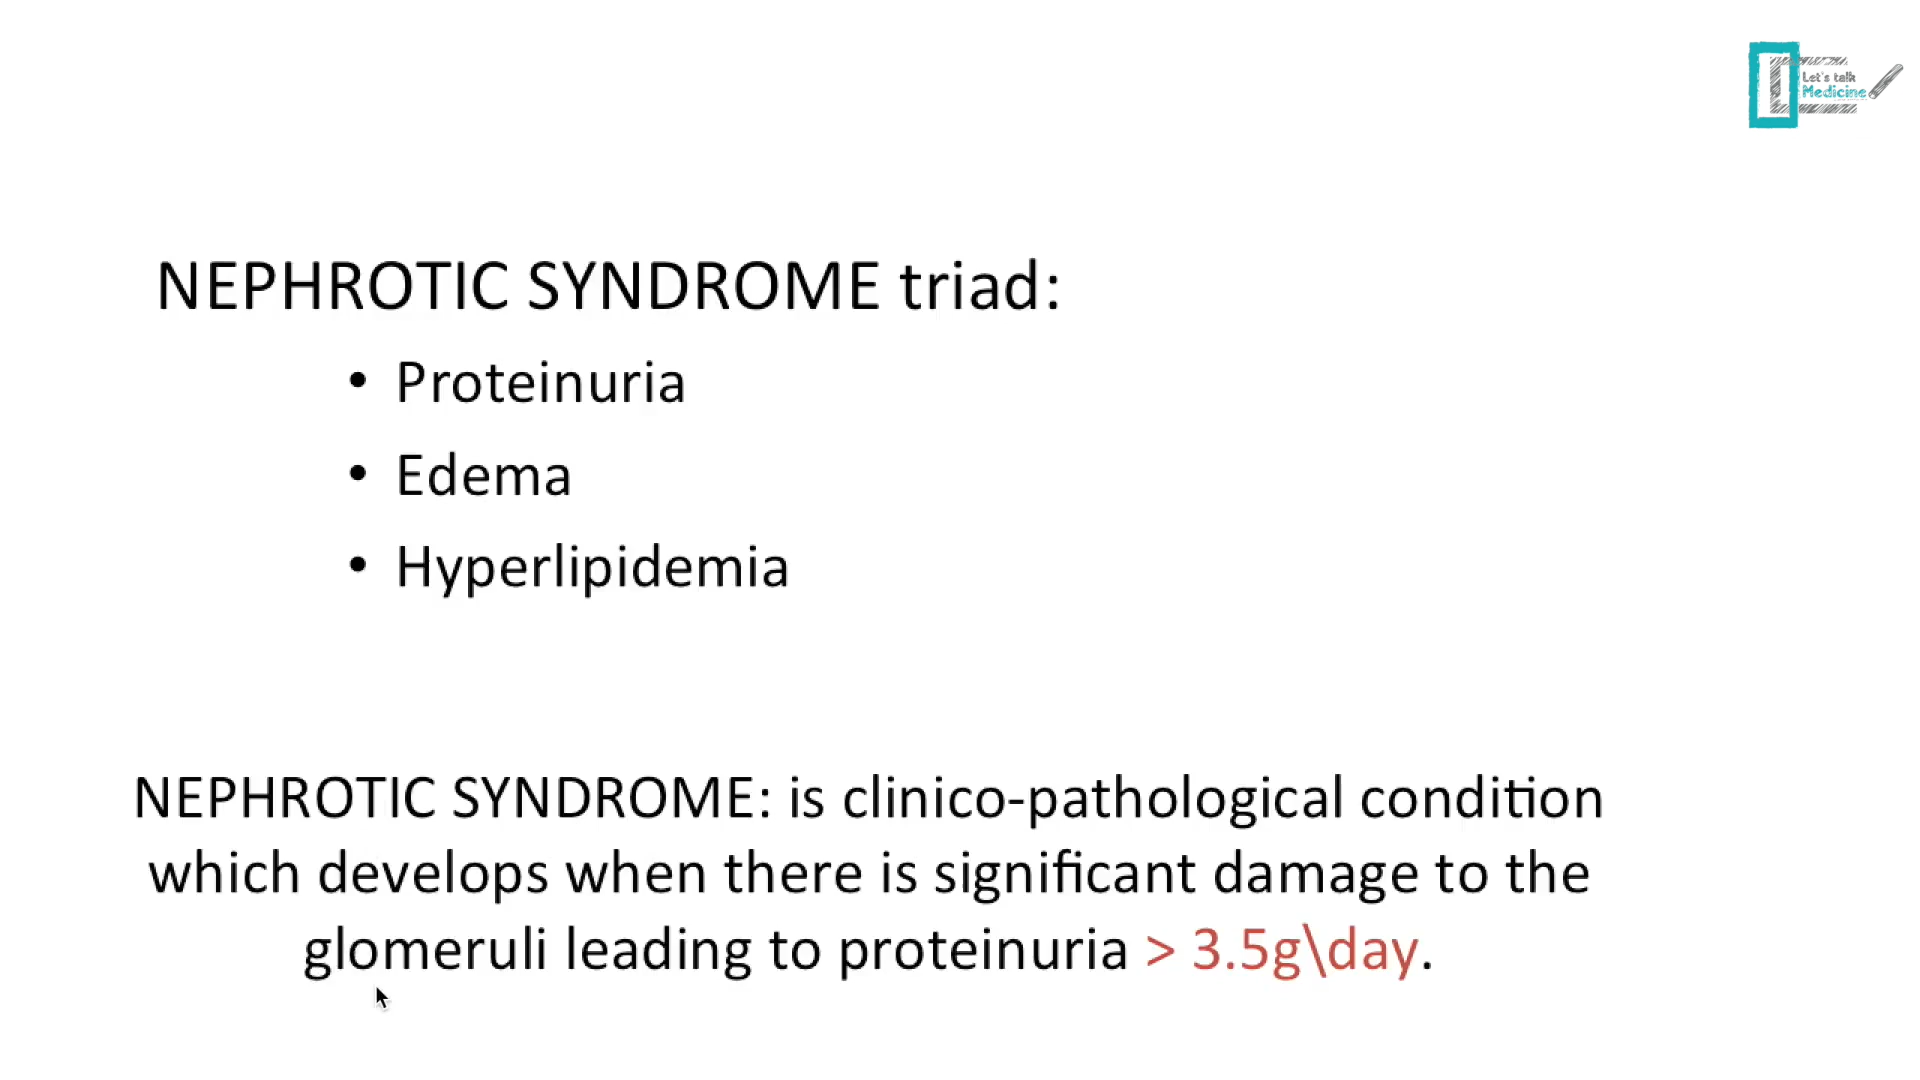 Let's talk
Medicine
NEPHROTIC SYNDROME triad:
• Proteinuria
• Edema
• Hyperlipidemia
NEPHROTIC SYNDROME: is clinico-pathological condition
which develops when there is significant damage to the
glomeruli leading to proteinuria > 3.5g\day.